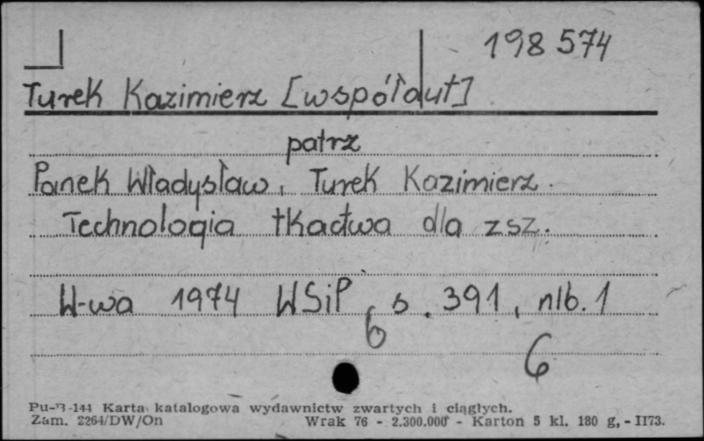 198 574
Turek Kazimierz [współaut]
patrz
Panek Władysław, Turek Kazimierz.
Technologia tkactwa dla zsz.
W-wa 1974 WSiP, s. 391, nlb. 1
6
6
Pu-B-144 Karta katalogowa wydawnictw zwartych i ciągłych.
Zam. 2264/DW/On Wrak 76 - 2.300.000 - Karton 5 kl. 180 g, - II73.